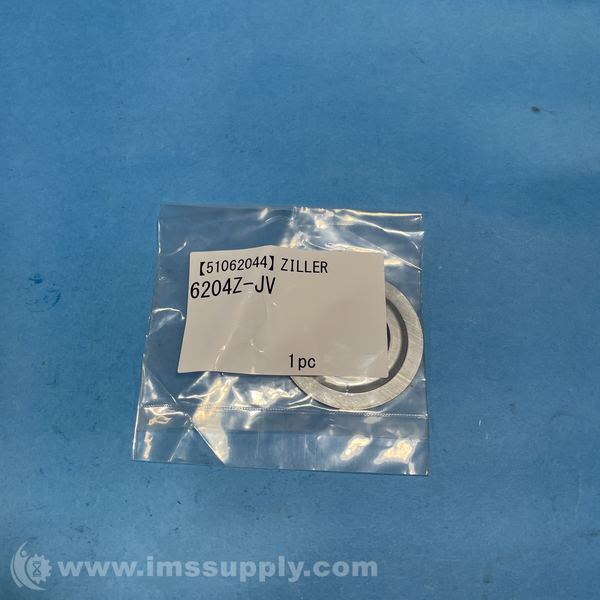 【51062044】ZILLER
6204Z-JV
1pc
www.imssupply.com